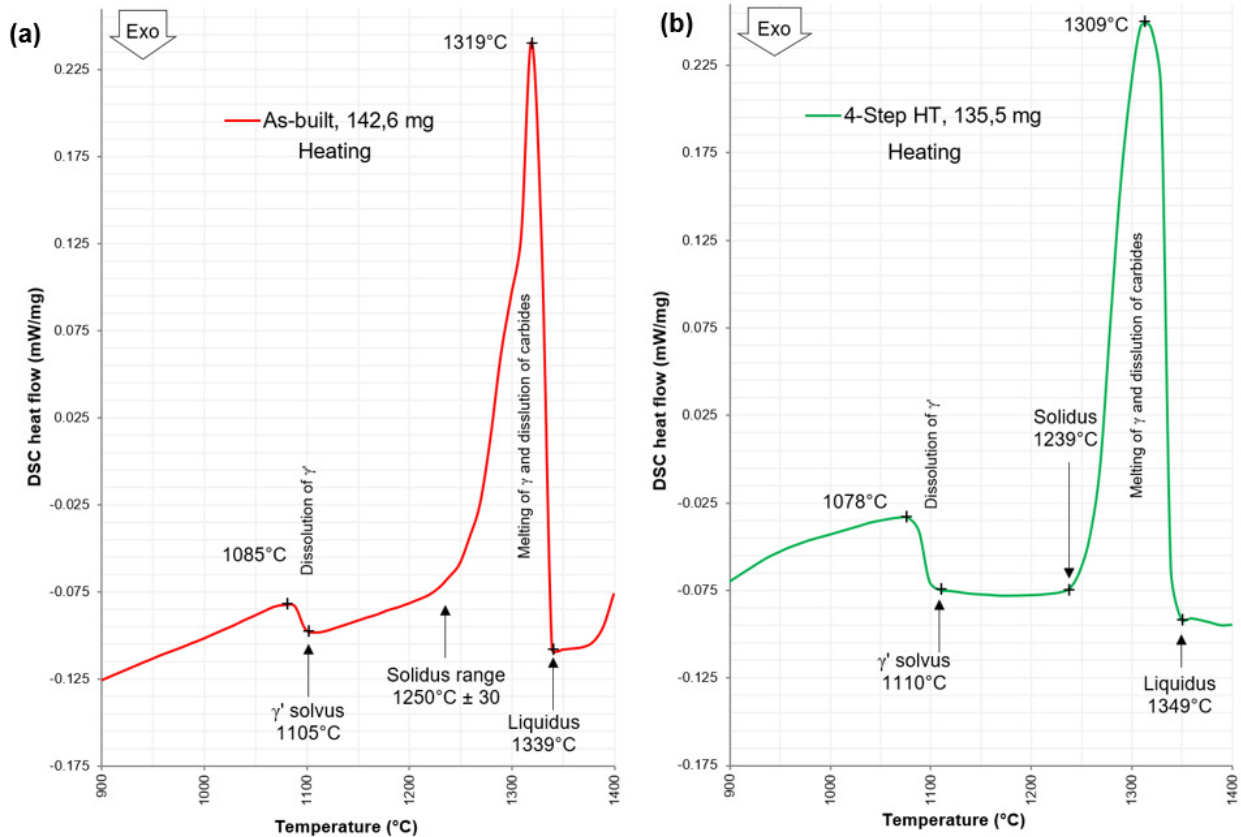 (a)
Exo
1319°C
As-built, 142,6 mg
Heating
DSC heat flow (mW/mg)
0.225
0.175
0.125
0.075
0.025
-0.025
-0.075
-0.125
-0.175
1085°C
Dissolution of γ'
Melting of γ and disslution of carbides
γ' solvus
1105°C
Solidus range
1250°C ± 30
Liquidus
1339°C
900
1000
1100
1200
1300
1400
Temperature (°C)
(b)
Exo
1309°C
4-Step HT, 135,5 mg
Heating
DSC heat flow (mW/mg)
0.225
0.175
0.125
0.075
0.025
-0.025
-0.075
-0.125
-0.175
1078°C
Dissolution of γ'
Solidus
1239°C
Melting of γ and disslution of carbides
γ' solvus
1110°C
Liquidus
1349°C
900
1000
1100
1200
1300
1400
Temperature (°C)